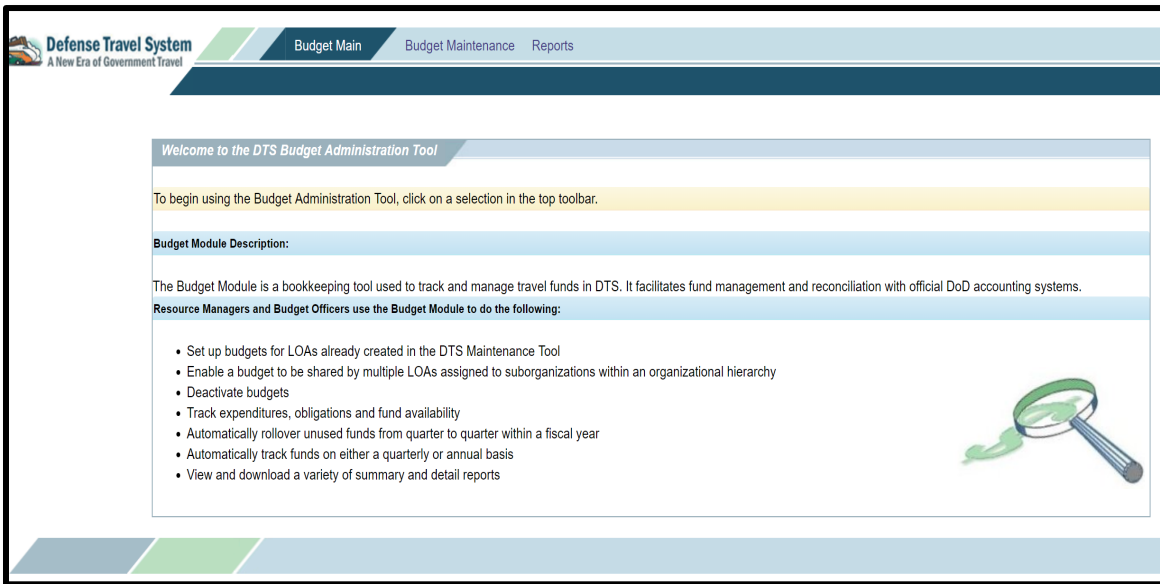 Defense Travel System
A New Era of Government Travel
Budget Main
Budget Maintenance
Reports
Welcome to the DTS Budget Administration Tool
To begin using the Budget Administration Tool, click on a selection in the top toolbar.
Budget Module Description:
The Budget Module is a bookkeeping tool used to track and manage travel funds in DTS. It facilitates fund management and reconciliation with official DoD accounting systems.
Resource Managers and Budget Officers use the Budget Module to do the following:
• Set up budgets for LOAs already created in the DTS Maintenance Tool
• Enable a budget to be shared by multiple LOAs assigned to suborganizations within an organizational hierarchy
• Deactivate budgets
• Track expenditures, obligations and fund availability
• Automatically rollover unused funds from quarter to quarter within a fiscal year
• Automatically track funds on either a quarterly or annual basis
• View and download a variety of summary and detail reports